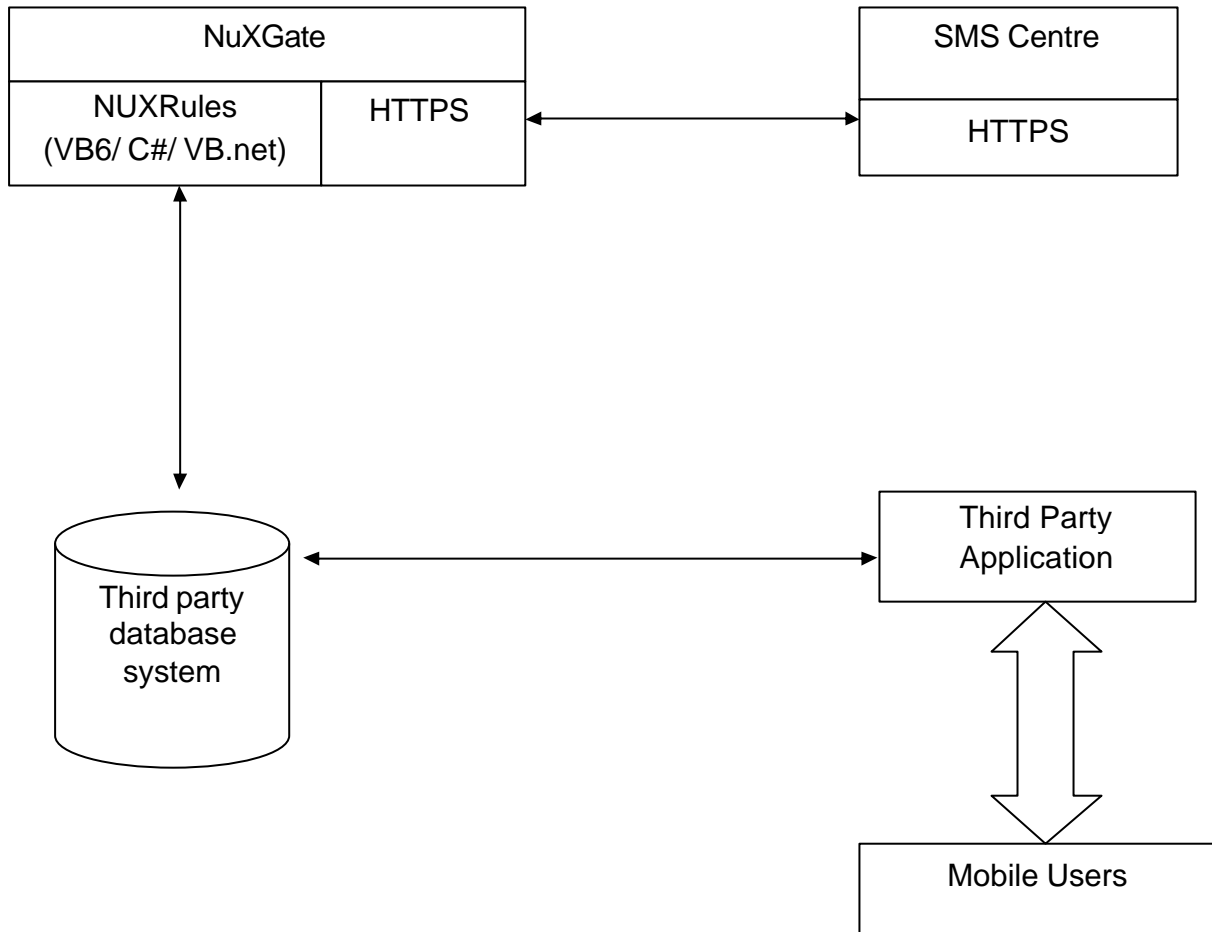 NuXGate
SMS Centre
NUXRules
(VB6/ C#/ VB.net)
HTTPS
HTTPS
Third Party
Application
Third party
database
system
Mobile Users